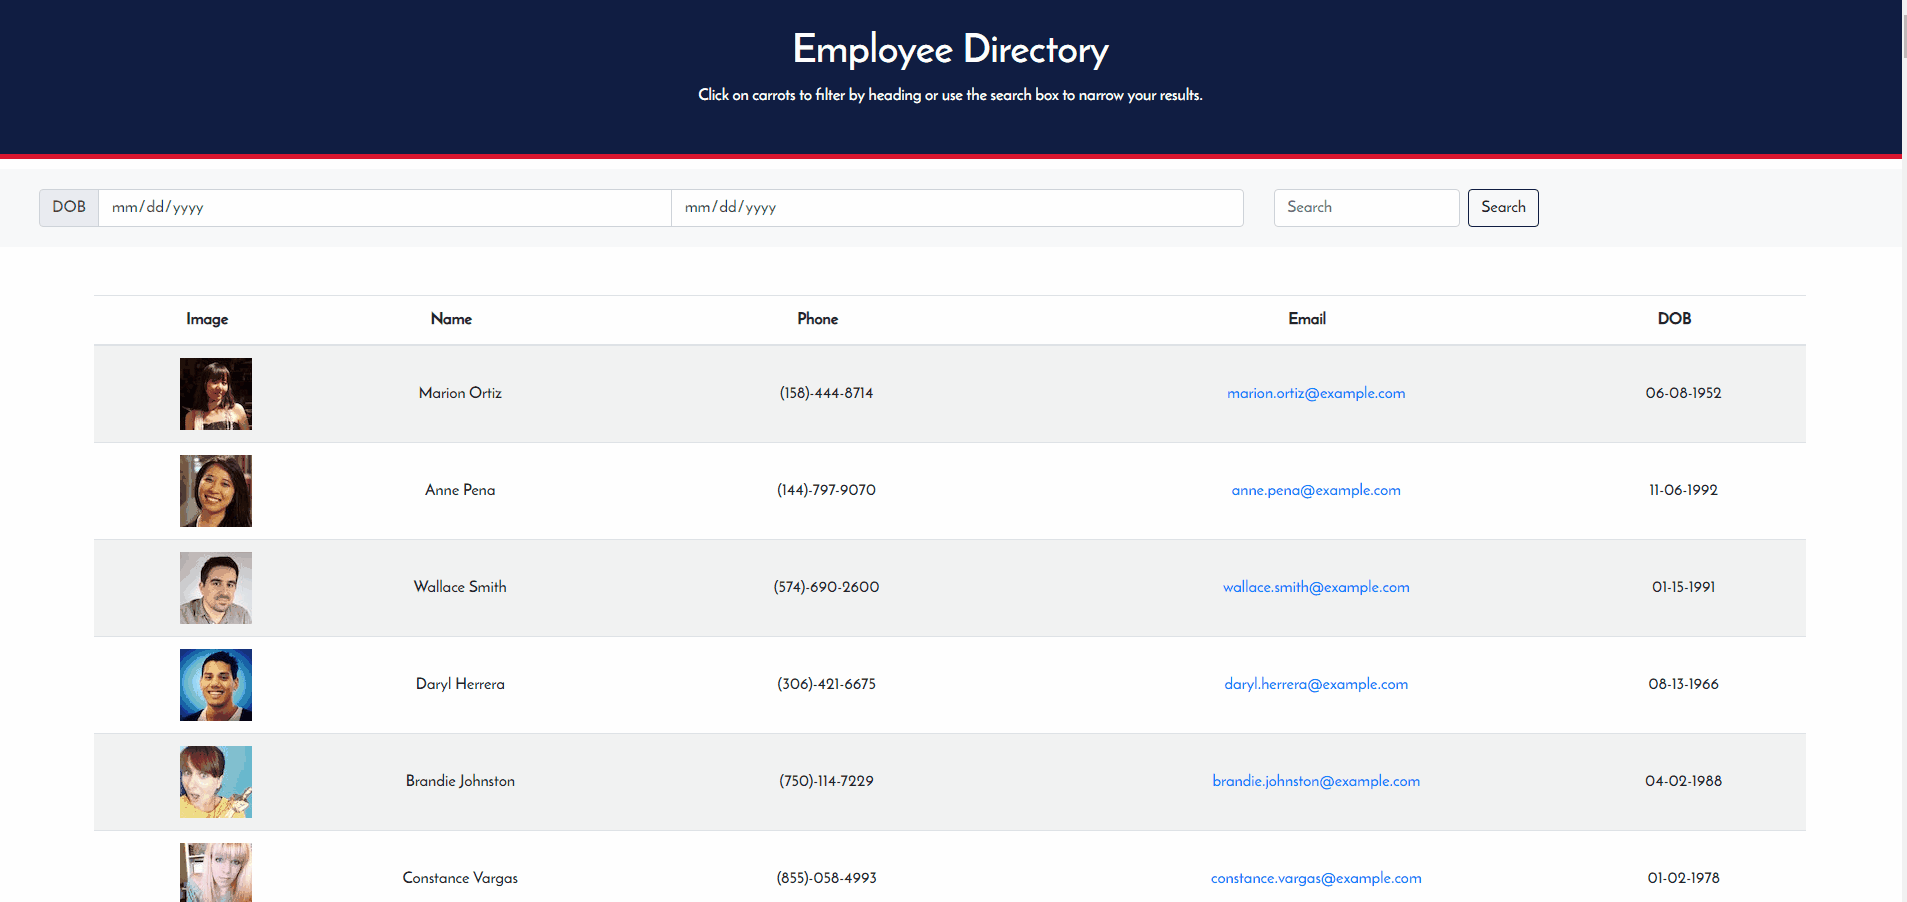 Employee Directory
Click on carrots to filter by heading or use the search box to narrow your results.
DOB mm/dd/yyyy mm/dd/yyyy Search Search
Image Name Phone Email DOB
Marion Ortiz (158)-444-8714 marion.ortiz@example.com 06-08-1952
Anne Pena (144)-797-9070 anne.pena@example.com 11-06-1992
Wallace Smith (574)-690-2600 wallace.smith@example.com 01-15-1991
Daryl Herrera (306)-421-6675 daryl.herrera@example.com 08-13-1966
Brandie Johnston (750)-114-7229 brandie.johnston@example.com 04-02-1988
Constance Vargas (855)-058-4993 constance.vargas@example.com 01-02-1978